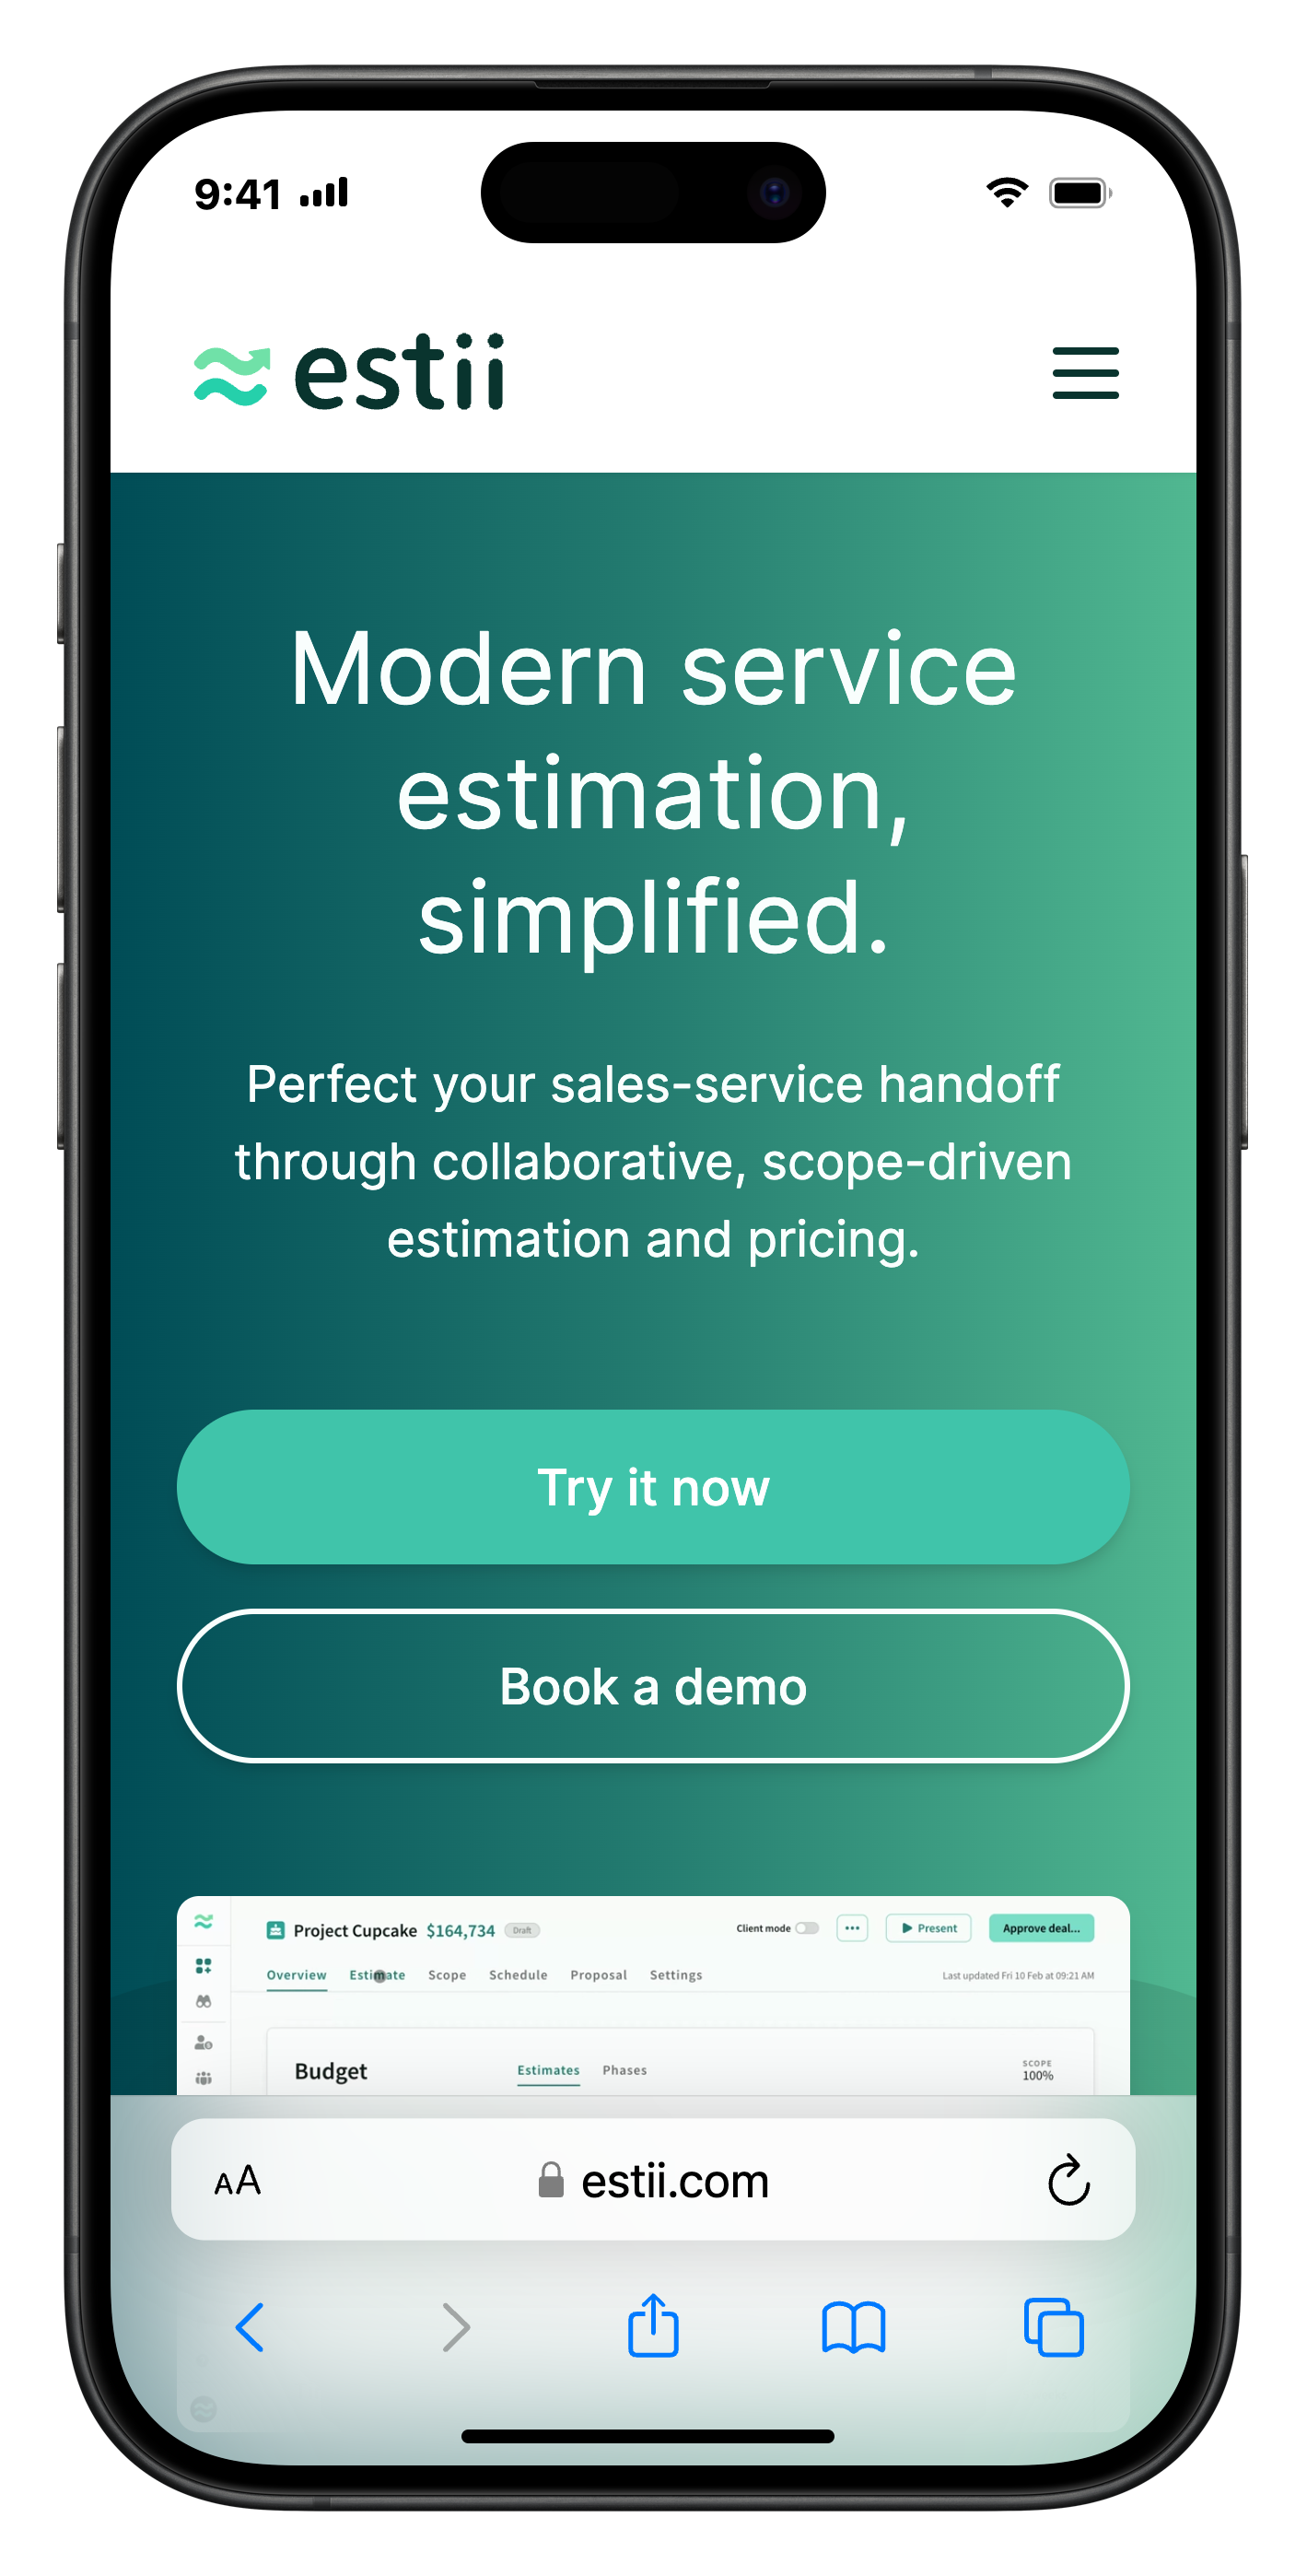 9:41
estii
Modern service
estimation,
simplified.
Perfect your sales-service handoff
through collaborative, scope-driven
estimation and pricing.
Try it now
Book a demo
Project Cupcake $164,734 Draft Client mode Present Approve deal...
Overview Estimate Scope Schedule Proposal Settings Last updated Fri 10 Feb at 09:21 AM
Budget Estimates Phases SCOPE
100%
AA estii.com